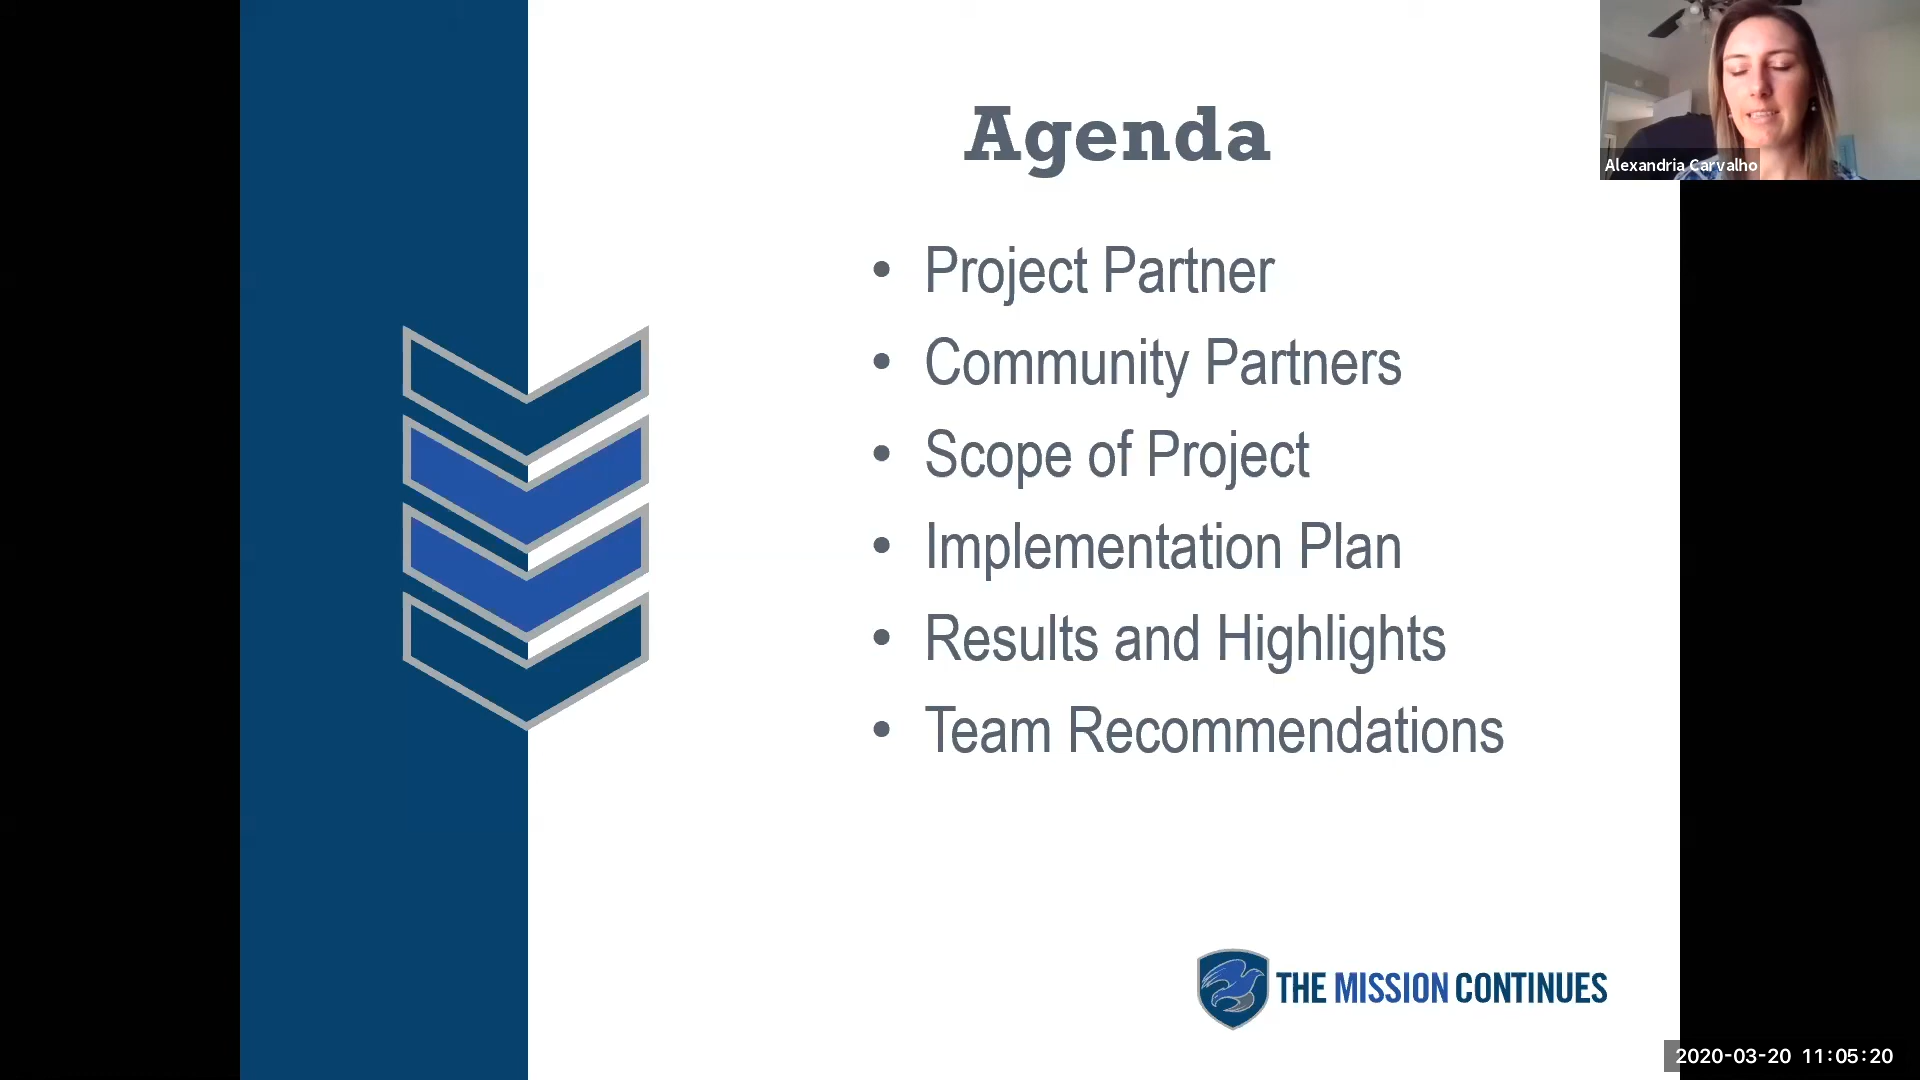 Agenda
Alexandria Carvalho
• Project Partner
• Community Partners
• Scope of Project
• Implementation Plan
• Results and Highlights
• Team Recommendations
THE MISSION CONTINUES
2020-03-20 11:05:20